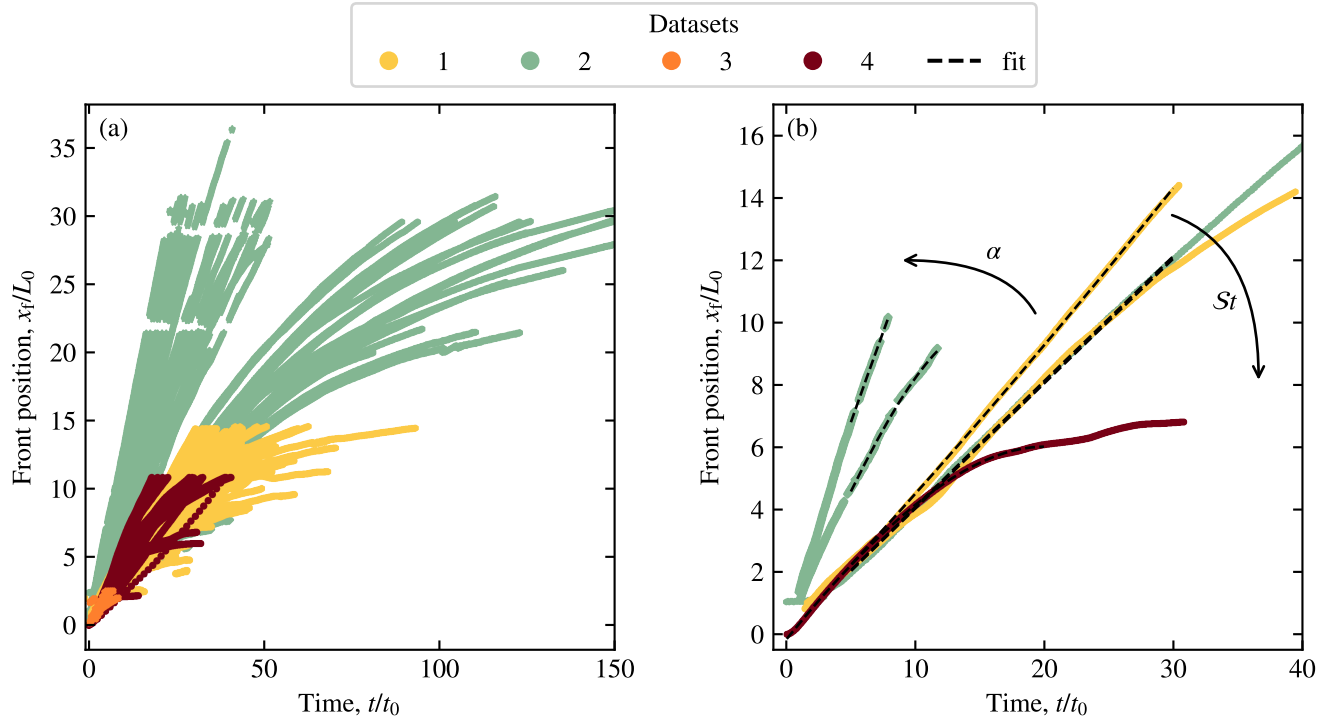 Datasets
1 2 3 4 fit
(a)
Front position, x_f/L_0
0 5 10 15 20 25 30 35
0 50 100 150
Time, t/t_0
(b)
Front position, x_f/L_0
0 2 4 6 8 10 12 14 16
α
St
0 10 20 30 40
Time, t/t_0